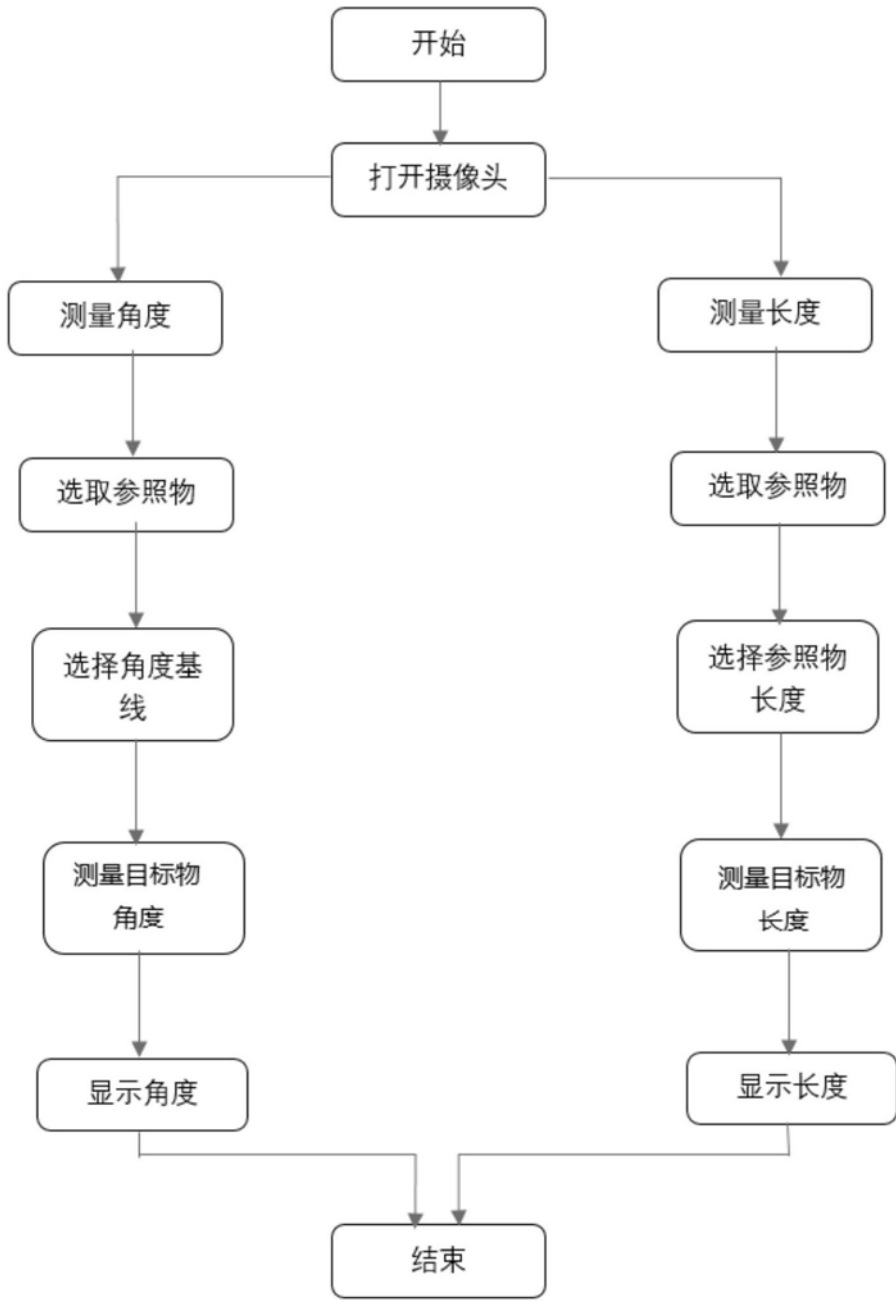 开始
打开摄像头
测量角度
测量长度
选取参照物
选取参照物
选择角度基
线
选择参照物
长度
测量目标物
角度
测量目标物
长度
显示角度
显示长度
结束